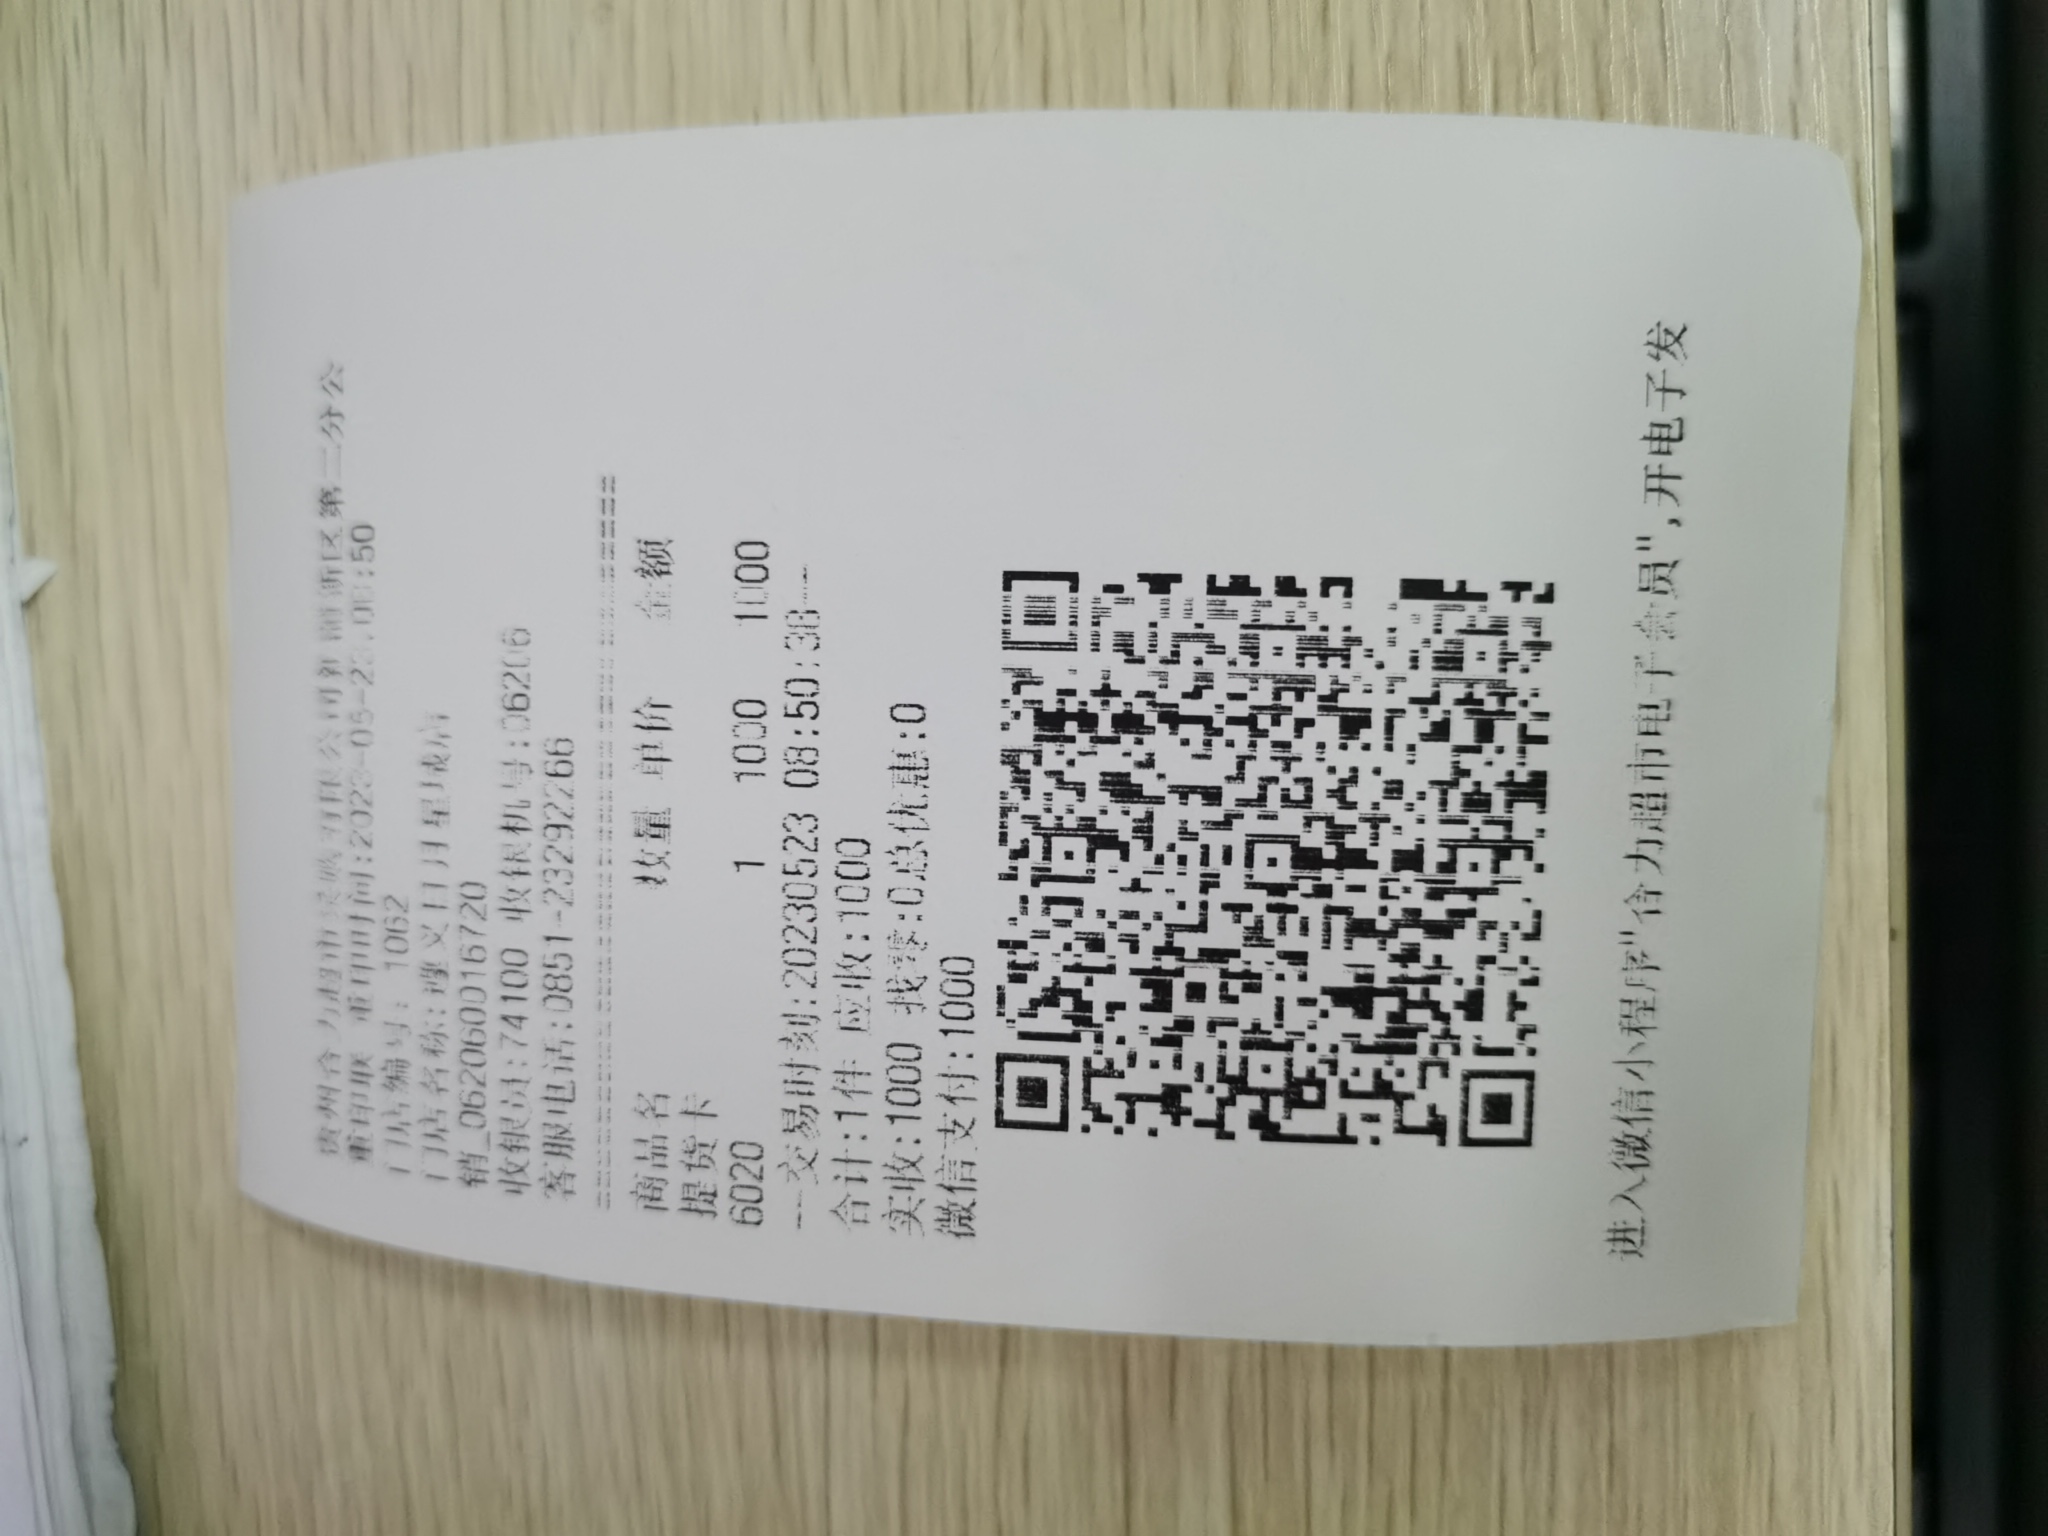 贵州合力超市采购有限公司 新区第二分公
重印联 重印时间:2023-05-23.08:50
门店编号: 1062
门店名称:遵义日月星城店
销_0620600016720
收银员:74100 收银机号:06206
客服电话:0851-23292266
商品名 数量 单价 金额
提货卡
6020 1 1000 1000
---交易时刻:20230523 08:50:38---
合计:1件 应收:1000
实收:1000 找零:0总优惠:0
微信支付:1000
进入微信小程序"合力超市电子会员",开电子发